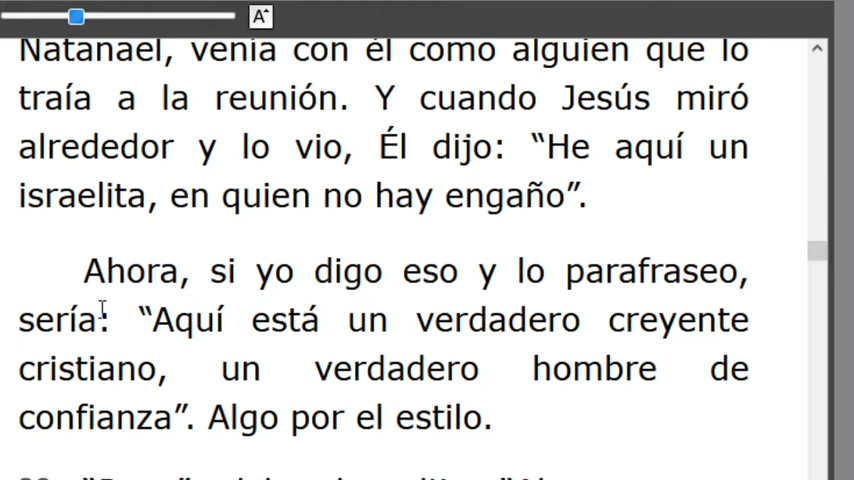 A
Natanael, venía con él como alguien que lo
traía a la reunión. Y cuando Jesús miró
alrededor y lo vio, Él dijo: “He aquí un
israelita, en quien no hay engaño”.
Ahora, si yo digo eso y lo parafraseo,
sería: “Aquí está un verdadero creyente
cristiano, un verdadero hombre de
confianza”. Algo por el estilo.